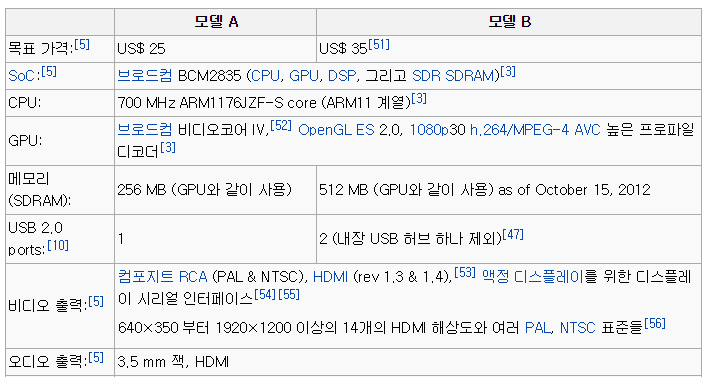 모델 A 모델 B
목표 가격:[5] US$ 25 US$ 35[51]
SoC:[5] 브로드컴 BCM2835 (CPU, GPU, DSP, 그리고 SDR SDRAM)[3]
CPU: 700 MHz ARM1176JZF-S core (ARM11 계열)[3]
GPU: 브로드컴 비디오코어 IV,[52] OpenGL ES 2.0, 1080p30 h.264/MPEG-4 AVC 높은 프로파일
디코더[3]
메모리
(SDRAM): 256 MB (GPU와 같이 사용) 512 MB (GPU와 같이 사용) as of October 15, 2012
USB 2.0
ports:[10] 1 2 (내장 USB 허브 하나 제외)[47]
비디오 출력:[5] 컴포지트 RCA (PAL & NTSC), HDMI (rev 1.3 & 1.4),[53] 액정 디스플레이를 위한 디스플레
이 시리얼 인터페이스[54][55]
640×350 부터 1920×1200 이상의 14개의 HDMI 해상도와 여러 PAL, NTSC 표준들[56]
오디오 출력:[5] 3.5 mm 잭, HDMI